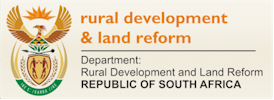 rural development
& land reform
Department:
Rural Development and Land Reform
REPUBLIC OF SOUTH AFRICA